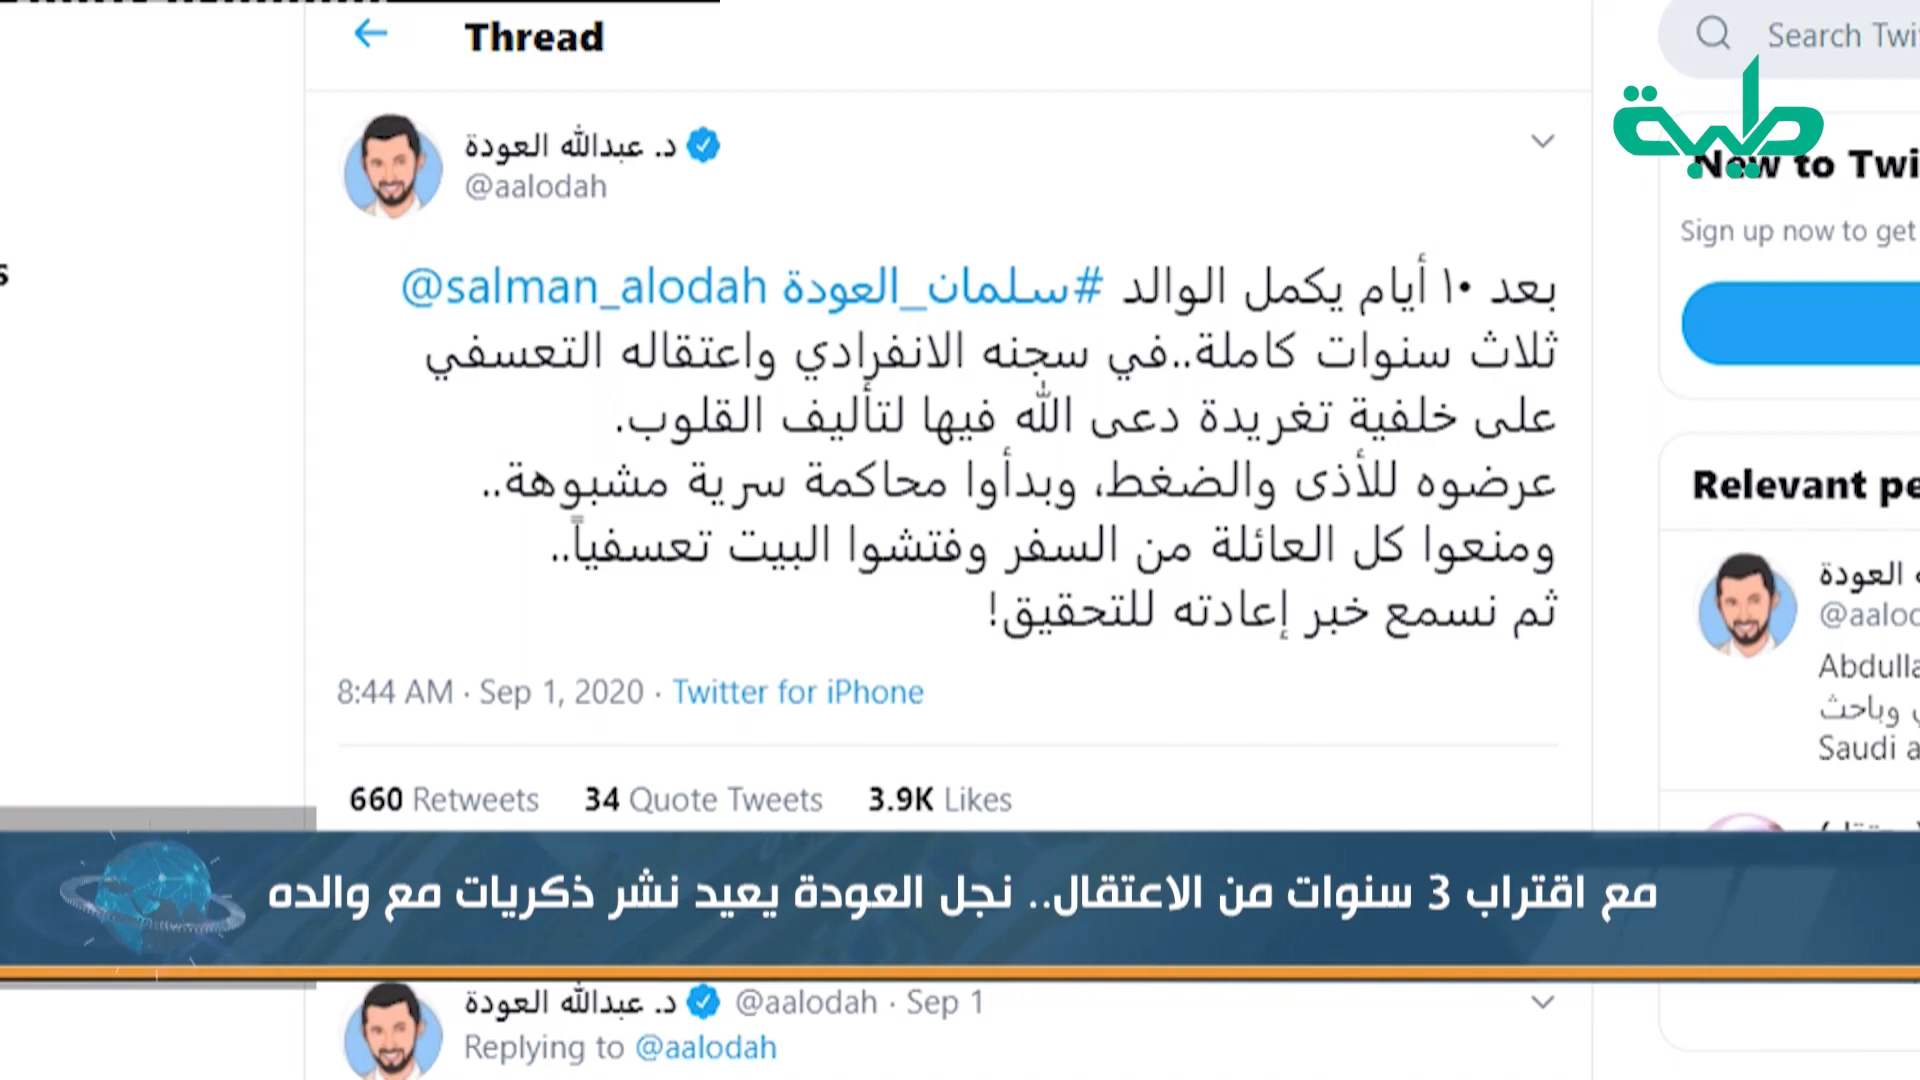 Thread
Search Twi
طيبة
د. عبدالله العودة
@aalodah
New to Twi
Sign up now to get
بعد ١٠ أيام يكمل الوالد #سلمان_العودة @salman_alodah
ثلاث سنوات كاملة..في سجنه الانفرادي واعتقاله التعسفي
على خلفية تغريدة دعى الله فيها لتأليف القلوب.
عرضوه للأذى والضغط، وبدأوا محاكمة سرية مشبوهة..
ومنعوا كل العائلة من السفر وفتشوا البيت تعسفياً..
ثم نسمع خبر إعادته للتحقيق!
8:44 AM · Sep 1, 2020 · Twitter for iPhone
660 Retweets 34 Quote Tweets 3.9K Likes
Relevant pe
العودة
@aaloc
Abdulla
وباحث
Saudi a
مع اقتراب 3 سنوات من الاعتقال.. نجل العودة يعيد نشر ذكريات مع والده
د. عبدالله العودة @aalodah · Sep 1
Replying to @aalodah